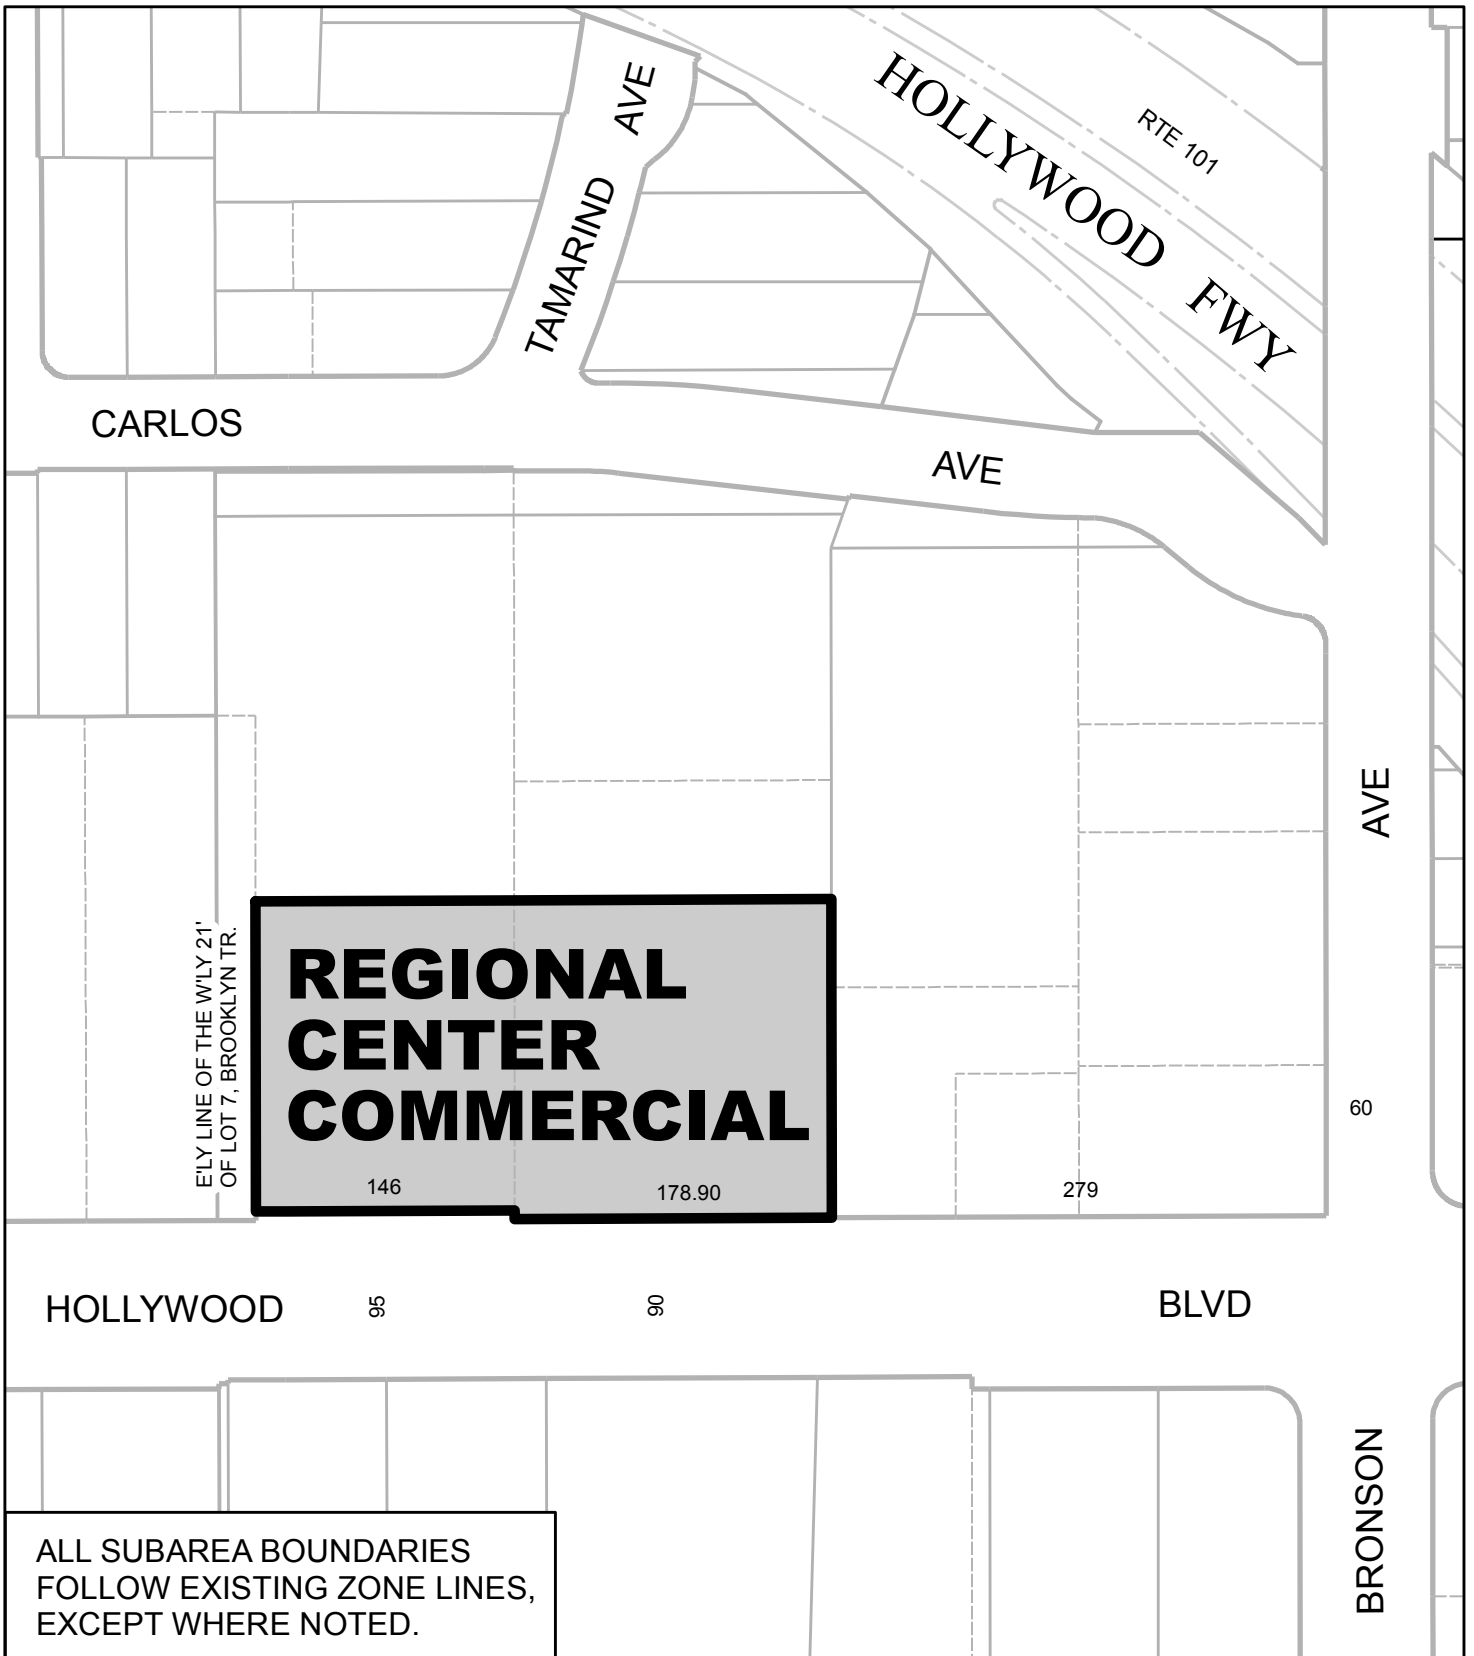 TAMARIND AVE
HOLLYWOOD FWY
RTE 101
CARLOS AVE
AVE
E'LY LINE OF THE W'LY 21'
OF LOT 7, BROOKLYN TR.
REGIONAL
CENTER
COMMERCIAL
146
178.90
279
60
HOLLYWOOD
95
90
BLVD
BRONSON
ALL SUBAREA BOUNDARIES
FOLLOW EXISTING ZONE LINES,
EXCEPT WHERE NOTED.